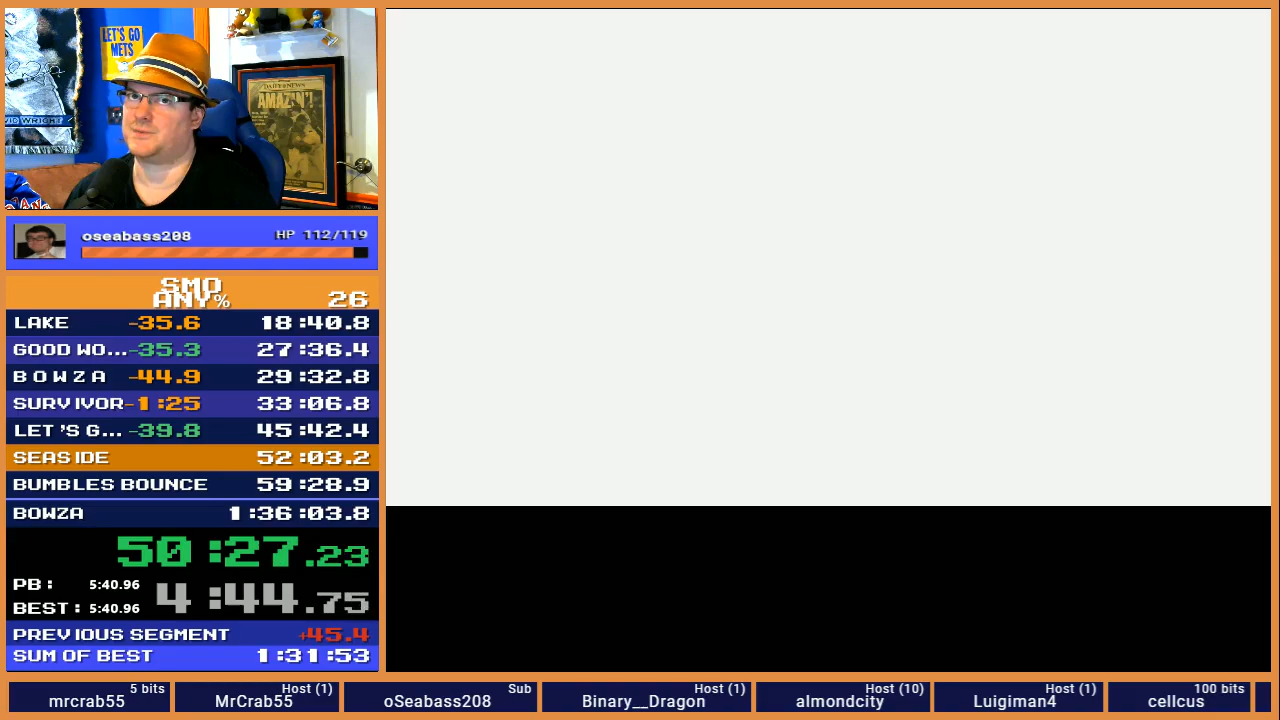 LET'S GO
METS
DAILY NEWS
AMAZIN'!
oseabass208 HP 112/119
SMO
ANY% 26
LAKE -35.6 18:40.8
GOOD WO... -35.3 27:36.4
BOWZA -44.9 29:32.8
SURVIVOR -1:25 33:06.8
LET'S G... -39.8 45:42.4
SEASIDE 52:03.2
BUMBLES BOUNCE 59:28.9
BOWZA 1:36:03.8
50:27.23
PB: 5:40.96 4:44.75
BEST: 5:40.96
PREVIOUS SEGMENT +45.4
SUM OF BEST 1:31:53
5 bits Host (1) Sub Host (1) Host (10) Host (1) 100 bits
mrcrab55 MrCrab55 oSeabass208 Binary__Dragon almondcity Luigiman4 cellcus